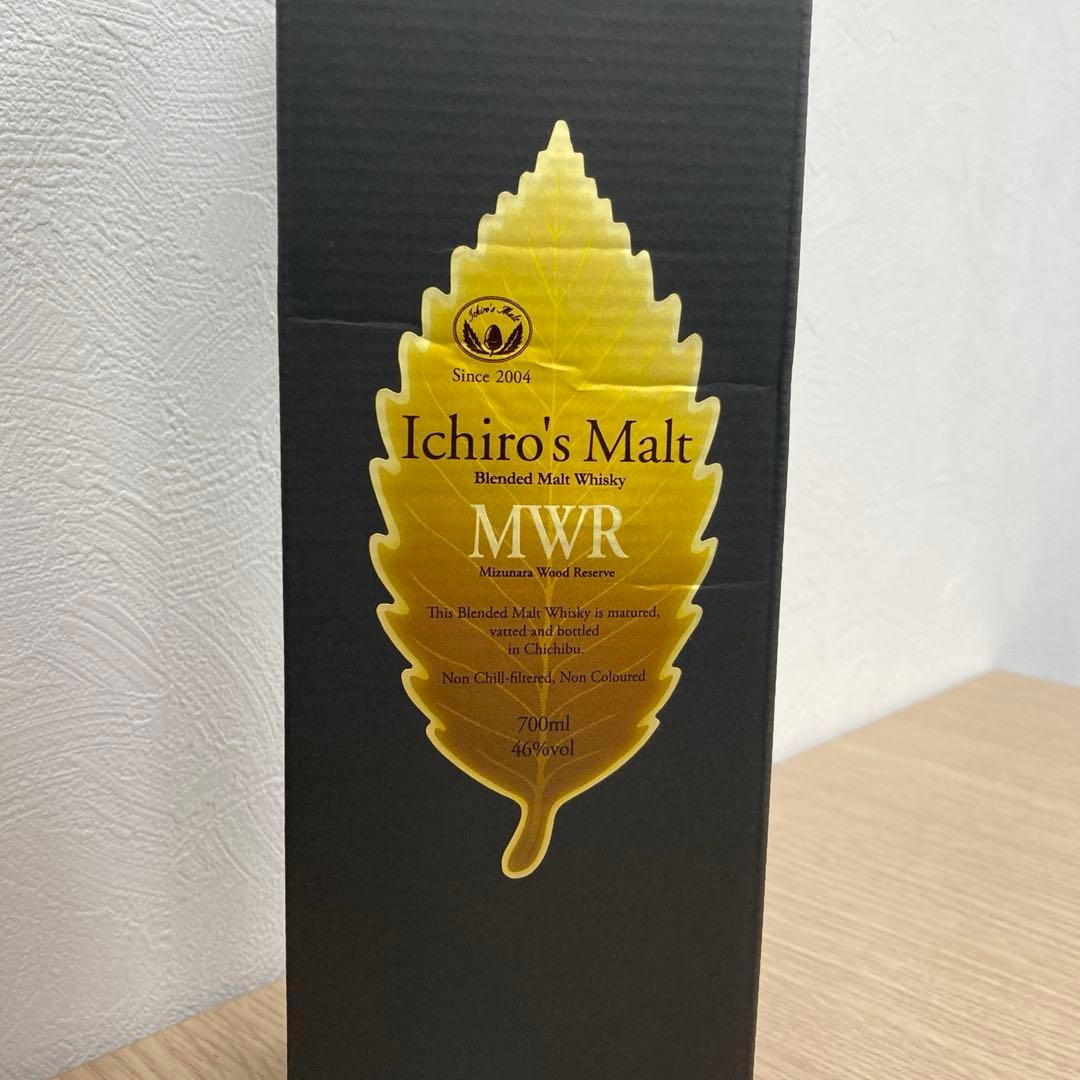 Ichiro's Malt
Since 2004
Ichiro's Malt
Blended Malt Whisky
MWR
Mizunara Wood Reserve
This Blended Malt Whisky is matured,
vatted and bottled
in Chichibu.
Non Chill-filtered, Non Coloured
700ml
46%vol